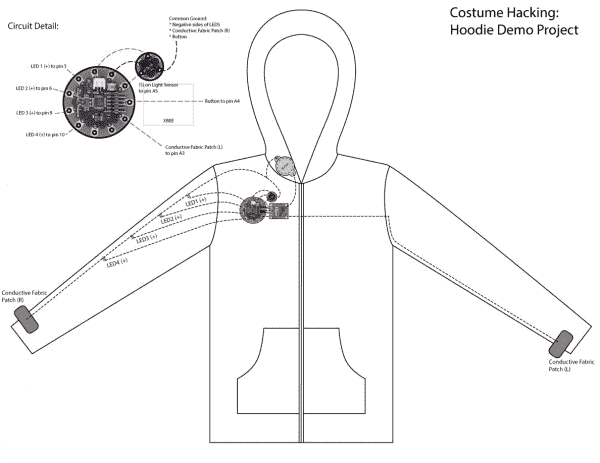 Costume Hacking:
Hoodie Demo Project
Circuit Detail:
Common Ground:
* Negative sides of LEDS
* Conductive Fabric Patch (R)
* Button
LED 1 (+) to pin 5
LED 2 (+) to pin 6
LED 3 (+) to pin 9
LED 4 (+) to pin 10
(S) on Light Sensor
to pin A5
Button to pin A4
XBEE
Conductive Fabric Patch (L)
to pin A3
LED1 (+)
LED2 (+)
LED3 (+)
LED4 (+)
Conductive Fabric
Patch (R)
Conductive Fabric
Patch (L)